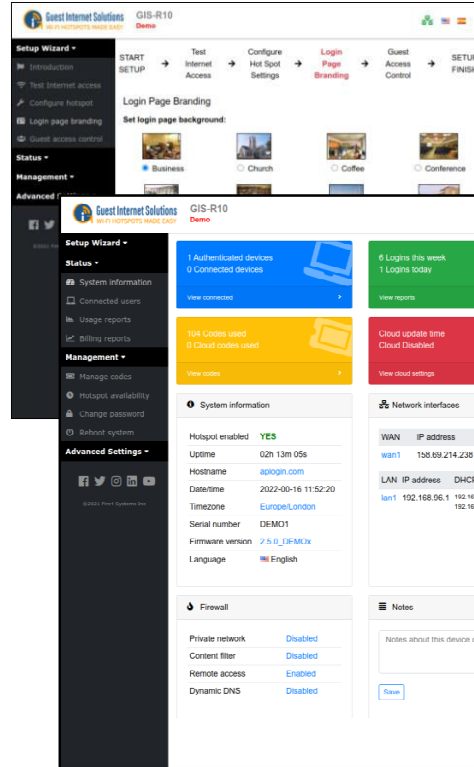 Guest Internet Solutions
WI-FI HOTSPOTS MADE EASY
GIS-R10
Demo
Setup Wizard
Introduction
Test Internet access
Configure hotspot
Login page branding
Guest access control
Status
Management
Advanced
START SETUP
Test Internet Access
Configure Hot Spot Settings
Login Page Branding
Guest Access Control
SETUP
Login Page Branding
Set login page background:
Business
Church
Coffee
Conference
Guest Internet Solutions
WI-FI HOTSPOTS MADE EASY
GIS-R10
Demo
Setup Wizard
Status
System information
Connected users
Usage reports
Billing reports
Management
Manage codes
Hotspot availability
Change password
Reboot system
Advanced Settings
©2021 Fire4 Systems Inc
1 Authenticated devices
0 Connected devices
View connected
6 Logins this week
1 Logins today
View reports
104 Codes used
0 Cloud codes used
View codes
Cloud update time
Cloud Disabled
View cloud settings
System information
Hotspot enabled YES
Uptime 02h 13m 05s
Hostname aplogin.com
Date/time 2022-00-16 11:52:20
Timezone Europe/London
Serial number DEMO1
Firmware version 2.5.0_DEMOx
Language English
Network interfaces
WAN IP address
wan1 158.69.214.238
LAN IP address DHCP
lan1 192.168.96.1 192.16
192.16
Firewall
Private network Disabled
Content filter Disabled
Remote access Enabled
Dynamic DNS Disabled
Notes
Notes about this device
Save